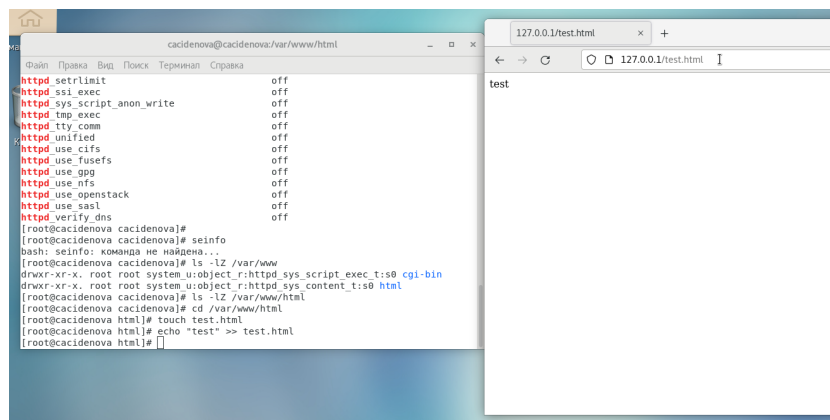 cacidenova@cacidenova:/var/www/html
Файл Правка Вид Поиск Терминал Справка
httpd_setrlimit off
httpd_ssi_exec off
httpd_sys_script_anon_write off
httpd_tmp_exec off
httpd_tty_comm off
httpd_unified off
httpd_use_cifs off
httpd_use_fusefs off
httpd_use_gpg off
httpd_use_nfs off
httpd_use_openstack off
httpd_use_sasl off
httpd_verify_dns off
[root@cacidenova cacidenova]#
[root@cacidenova cacidenova]# seinfo
bash: seinfo: команда не найдена...
[root@cacidenova cacidenova]# ls -lZ /var/www
drwxr-xr-x. root root system_u:object_r:httpd_sys_script_exec_t:s0 cgi-bin
drwxr-xr-x. root root system_u:object_r:httpd_sys_content_t:s0 html
[root@cacidenova cacidenova]# ls -lZ /var/www/html
[root@cacidenova cacidenova]# cd /var/www/html
[root@cacidenova html]# touch test.html
[root@cacidenova html]# echo "test" >> test.html
[root@cacidenova html]#
127.0.0.1/test.html
127.0.0.1/test.html
test